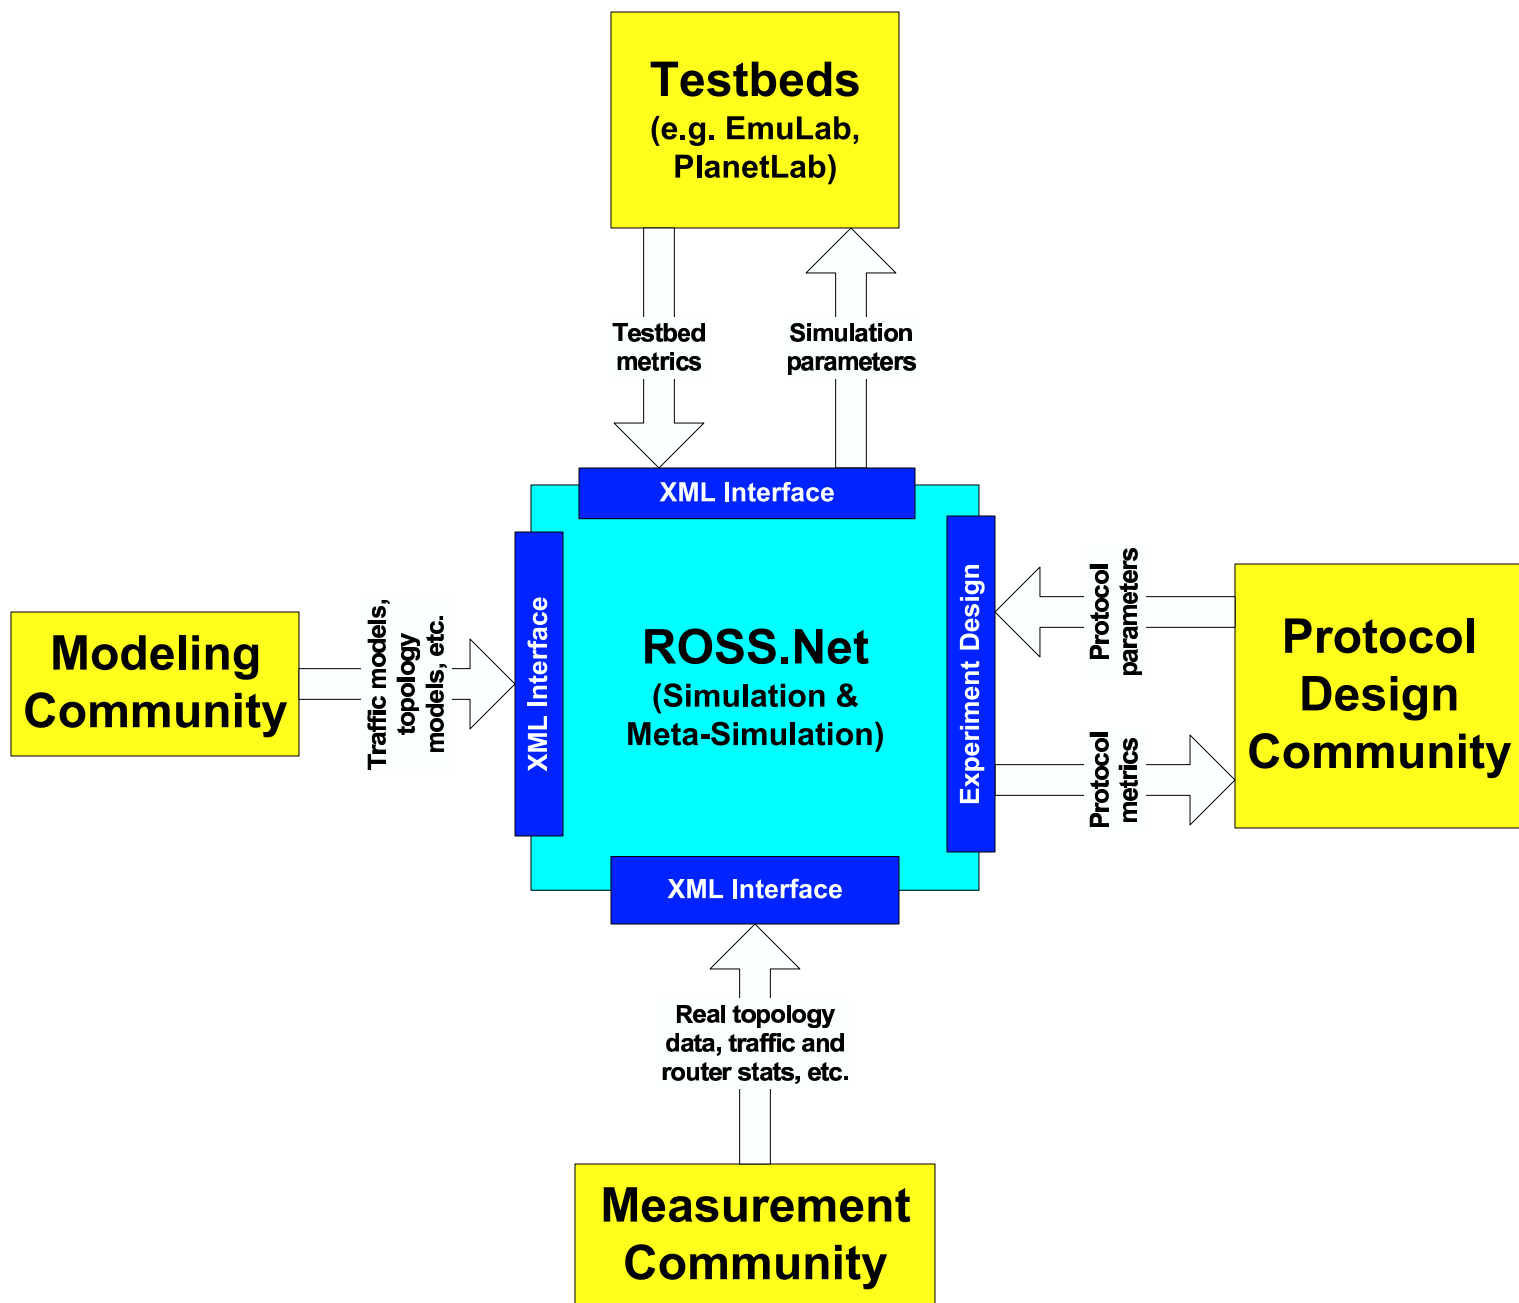 Testbeds
(e.g. EmuLab,
PlanetLab)
Testbed
metrics
Simulation
parameters
XML Interface
Modeling
Community
Traffic models,
topology
models, etc.
XML Interface
ROSS.Net
(Simulation &
Meta-Simulation)
Experiment Design
Protocol
parameters
Protocol
metrics
Protocol
Design
Community
XML Interface
Real topology
data, traffic and
router stats, etc.
Measurement
Community